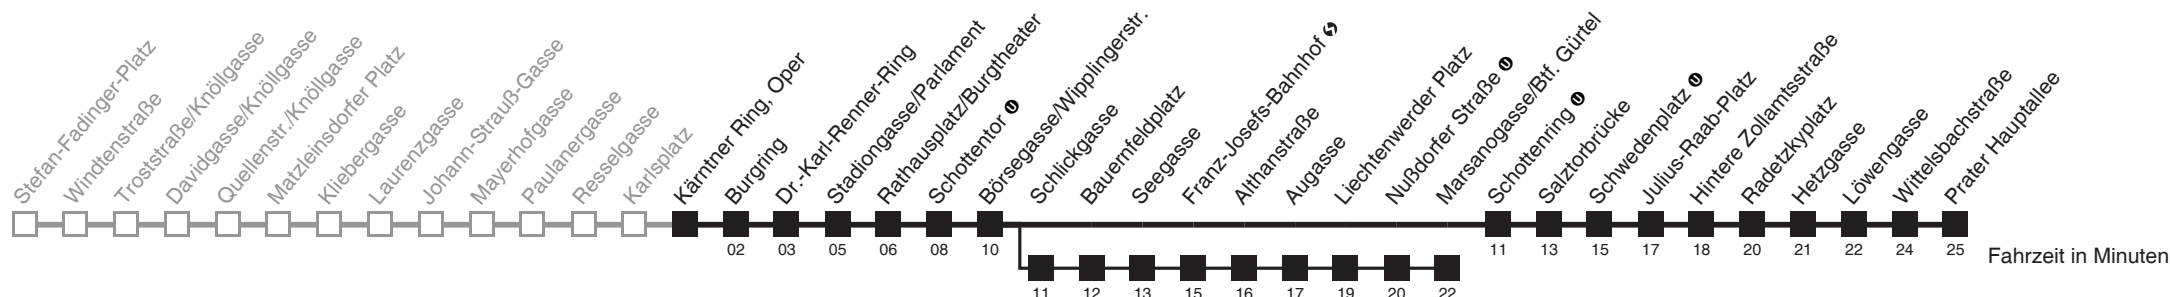 Stefan-Fadinger-Platz
Windtenstraße
Troststraße/Knöllgasse
Davidgasse/Knöllgasse
Quellenstr./Knöllgasse
Matzleinsdorfer Platz
Kliebergasse
Laurenzgasse
Johann-Strauß-Gasse
Mayerhofgasse
Paulanergasse
Resselgasse
Karlsplatz
Kärntner Ring, Oper
Burgring
Dr.-Karl-Renner-Ring
Stadiongasse/Parlament
Rathausplatz/Burgtheater
Schottentor U
Börsegasse/Wipplingerstr.
Schlickgasse
Bauernfeldplatz
Seegasse
Franz-Josefs-Bahnhof S
Althanstraße
Augasse
Liechtenwerder Platz
Nußdorfer Straße U
Marsanogasse/Btf. Gürtel
Schottenring U
Salztorbrücke
Schwedenplatz U
Julius-Raab-Platz
Hintere Zollamtsstraße
Radetzkyplatz
Hetzgasse
Löwengasse
Wittelsbachstraße
Prater Hauptallee
02 03 05 06 08 10 11 13 15 17 18 20 21 22 24 25
Fahrzeit in Minuten
11 12 13 15 16 17 19 20 22